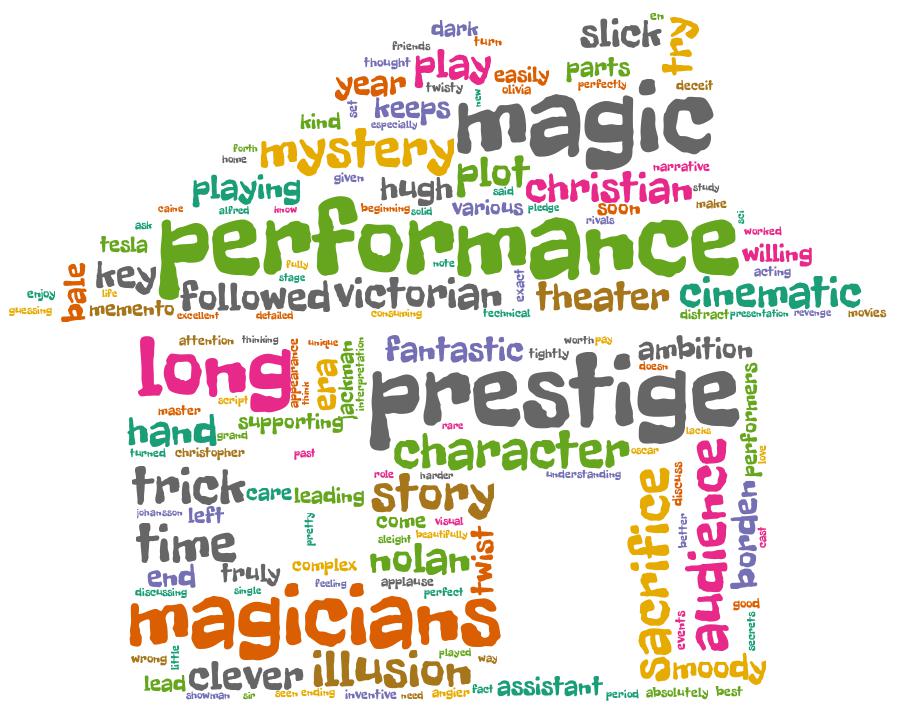 en
dark
turn
slick
try
friends
thought
play
easily
parts
year
twisty
olivia
new
perfectly
deceit
set
keeps
magic
kind
especially
forth
home
mystery
plot
narrative
given
playing
hugh
said
christian
study
caine
alfred
know
beginning
solid
various
pledge
soon
make
rivals
sci
ask
performance
worked
tesla
willing
fully
note
acting
bale
key
stage
exact
enjoy
life
followed
victorian
theater
cinematic
guessing
memento
excellent
detailed
consuming
technical
distract
presentation
revenge
movies
long
attention
thinking
appearance
unique
think
era
jackman
interpretation
fantastic
tightly
worth
pay
ambition
doesn
prestige
script
master
supporting
performers
hand
grand
rare
lacks
turned
christopher
past
character
oscar
love
role
harder
understanding
trick
care
leading
story
sacrifice
discuss
audience
borden
johansson
left
pretty
come
visual
sleight
beautifully
better
cast
time
nolan
twist
end
truly
complex
feeling
applause
discussing
single
perfect
magicians
events
good
secrets
wrong
little
played
way
lead
clever
illusion
moody
showman
sir
seen
ending
inventive
need
angier
fact
assistant
period
absolutely
best